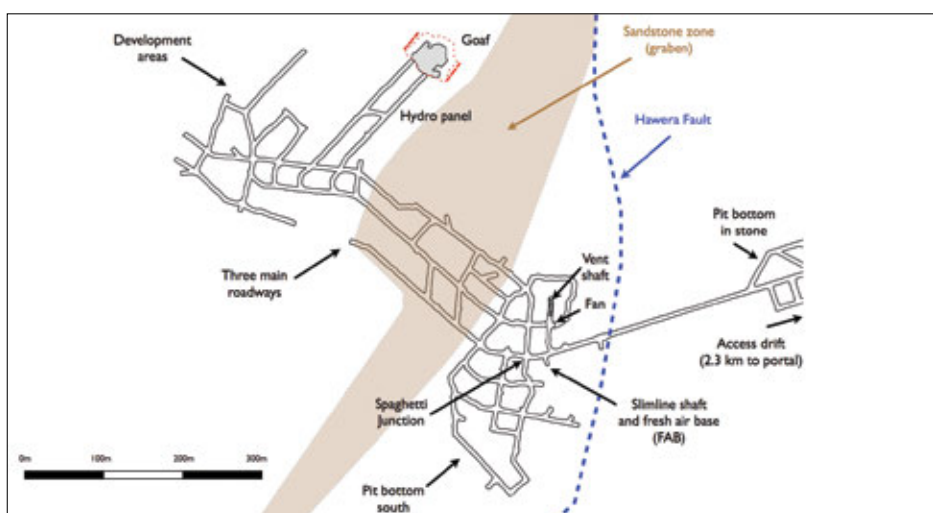 Development
areas
Goaf
Sandstone zone
(graben)
Hydro panel
Hawera Fault
Pit bottom
in stone
Vent
shaft
Three main
roadways
Fan
Access drift
(2.3 km to portal)
Spaghetti
Junction
Slimline shaft
and fresh air base
(FAB)
0m 100m 200m 300m
Pit bottom
south